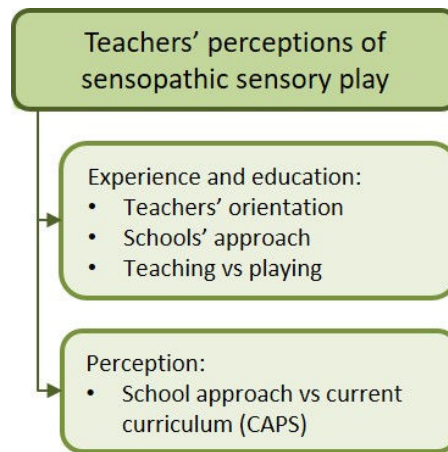 Teachers’ perceptions of
sensopathic sensory play
Experience and education:
• Teachers’ orientation
• Schools’ approach
• Teaching vs playing
Perception:
• School approach vs current
curriculum (CAPS)